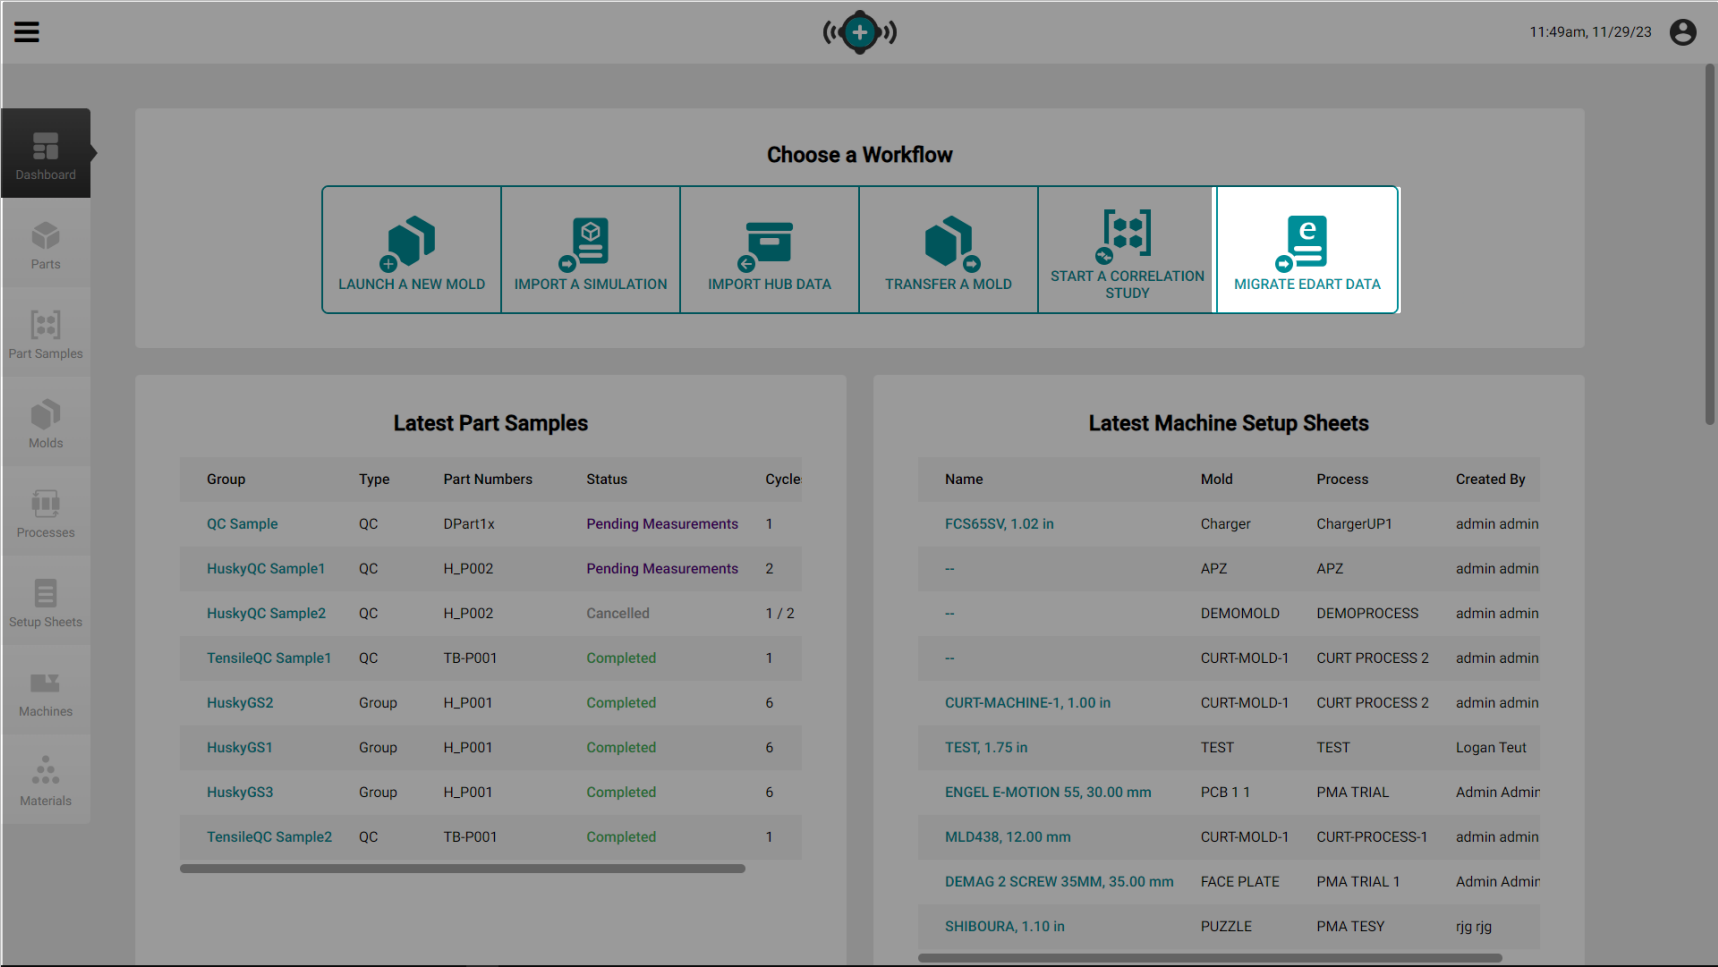 11:49am, 11/29/23
Dashboard
Parts
Part Samples
Molds
Processes
Setup Sheets
Machines
Materials
Choose a Workflow
LAUNCH A NEW MOLD
IMPORT A SIMULATION
IMPORT HUB DATA
TRANSFER A MOLD
START A CORRELATION
STUDY
e
MIGRATE EDART DATA
Latest Part Samples
Group Type Part Numbers Status Cycle
QC Sample QC DPart1x Pending Measurements 1
HuskyQC Sample1 QC H_P002 Pending Measurements 2
HuskyQC Sample2 QC H_P002 Cancelled 1 / 2
TensileQC Sample1 QC TB-P001 Completed 1
HuskyGS2 Group H_P001 Completed 6
HuskyGS1 Group H_P001 Completed 6
HuskyGS3 Group H_P001 Completed 6
TensileQC Sample2 QC TB-P001 Completed 1
Latest Machine Setup Sheets
Name Mold Process Created By
FCS65SV, 1.02 in Charger ChargerUP1 admin admin
-- APZ APZ admin admin
-- DEMOMOLD DEMOPROCESS admin admin
-- CURT-MOLD-1 CURT PROCESS 2 admin admin
CURT-MACHINE-1, 1.00 in CURT-MOLD-1 CURT PROCESS 2 admin admin
TEST, 1.75 in TEST TEST Logan Teut
ENGEL E-MOTION 55, 30.00 mm PCB 1 1 PMA TRIAL Admin Admin
MLD438, 12.00 mm CURT-MOLD-1 CURT-PROCESS-1 admin admin
DEMAG 2 SCREW 35MM, 35.00 mm FACE PLATE PMA TRIAL 1 Admin Admin
SHIBOURA, 1.10 in PUZZLE PMA TESY rjg rjg